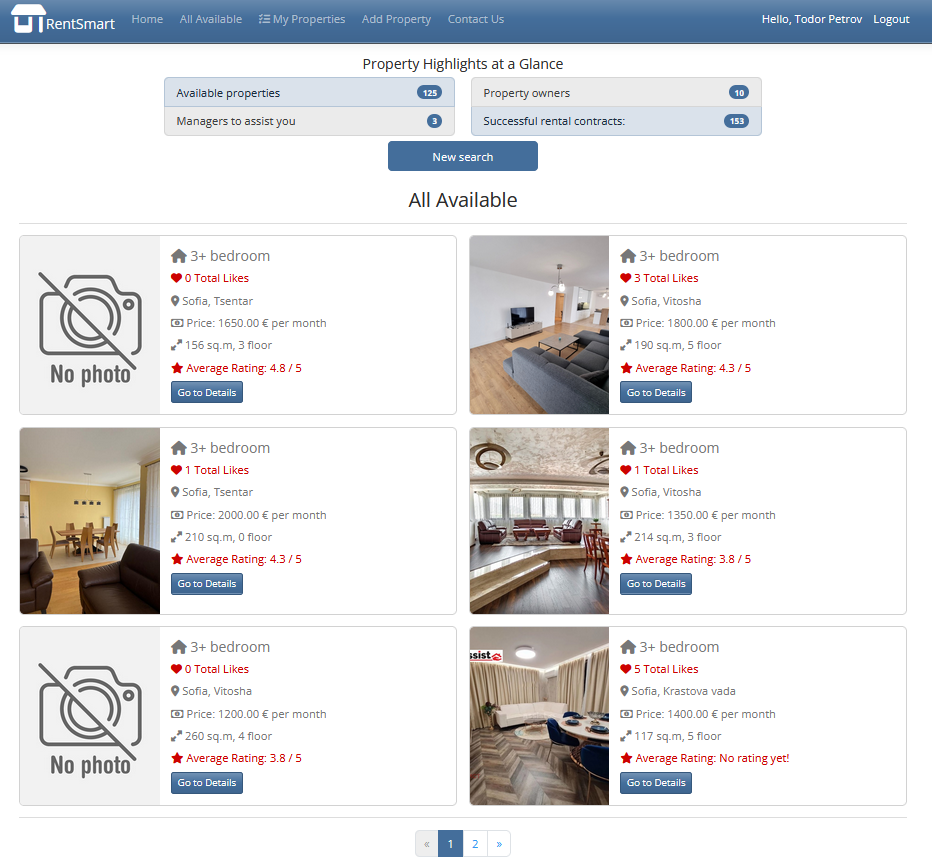 RentSmart Home All Available My Properties Add Property Contact Us Hello, Todor Petrov Logout
Property Highlights at a Glance
Available properties 125
Managers to assist you 3
Property owners 10
Successful rental contracts: 153
New search
All Available
No photo
3+ bedroom
0 Total Likes
Sofia, Tsentar
Price: 1650.00 € per month
156 sq.m, 3 floor
Average Rating: 4.8 / 5
Go to Details
3+ bedroom
3 Total Likes
Sofia, Vitosha
Price: 1800.00 € per month
190 sq.m, 5 floor
Average Rating: 4.3 / 5
Go to Details
3+ bedroom
1 Total Likes
Sofia, Tsentar
Price: 2000.00 € per month
210 sq.m, 0 floor
Average Rating: 4.3 / 5
Go to Details
3+ bedroom
1 Total Likes
Sofia, Vitosha
Price: 1350.00 € per month
214 sq.m, 3 floor
Average Rating: 3.8 / 5
Go to Details
No photo
3+ bedroom
0 Total Likes
Sofia, Vitosha
Price: 1200.00 € per month
260 sq.m, 4 floor
Average Rating: 3.8 / 5
Go to Details
ssist
3+ bedroom
5 Total Likes
Sofia, Krastova vada
Price: 1400.00 € per month
117 sq.m, 5 floor
Average Rating: No rating yet!
Go to Details
« 1 2 »